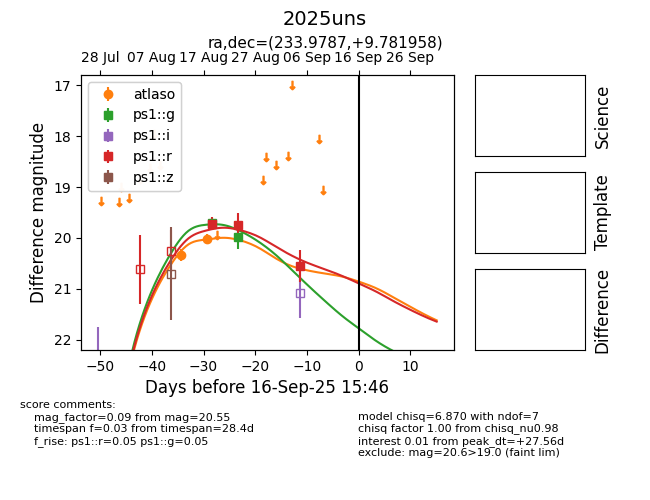 2025uns
ra,dec=(233.9787,+9.781958)
28 Jul 07 Aug 17 Aug 27 Aug 06 Sep 16 Sep 26 Sep
17
18
19
20
21
22
Difference magnitude
atlaso
ps1::g
ps1::i
ps1::r
ps1::z
−50 −40 −30 −20 −10 0 10
Days before 16-Sep-25 15:46
Science
Template
Difference
score comments:
mag_factor=0.09 from mag=20.55
timespan f=0.03 from timespan=28.4d
f_rise: ps1::r=0.05 ps1::g=0.05
model chisq=6.870 with ndof=7
chisq factor 1.00 from chisq_nu0.98
interest 0.01 from peak_dt=+27.56d
exclude: mag=20.6>19.0 (faint lim)